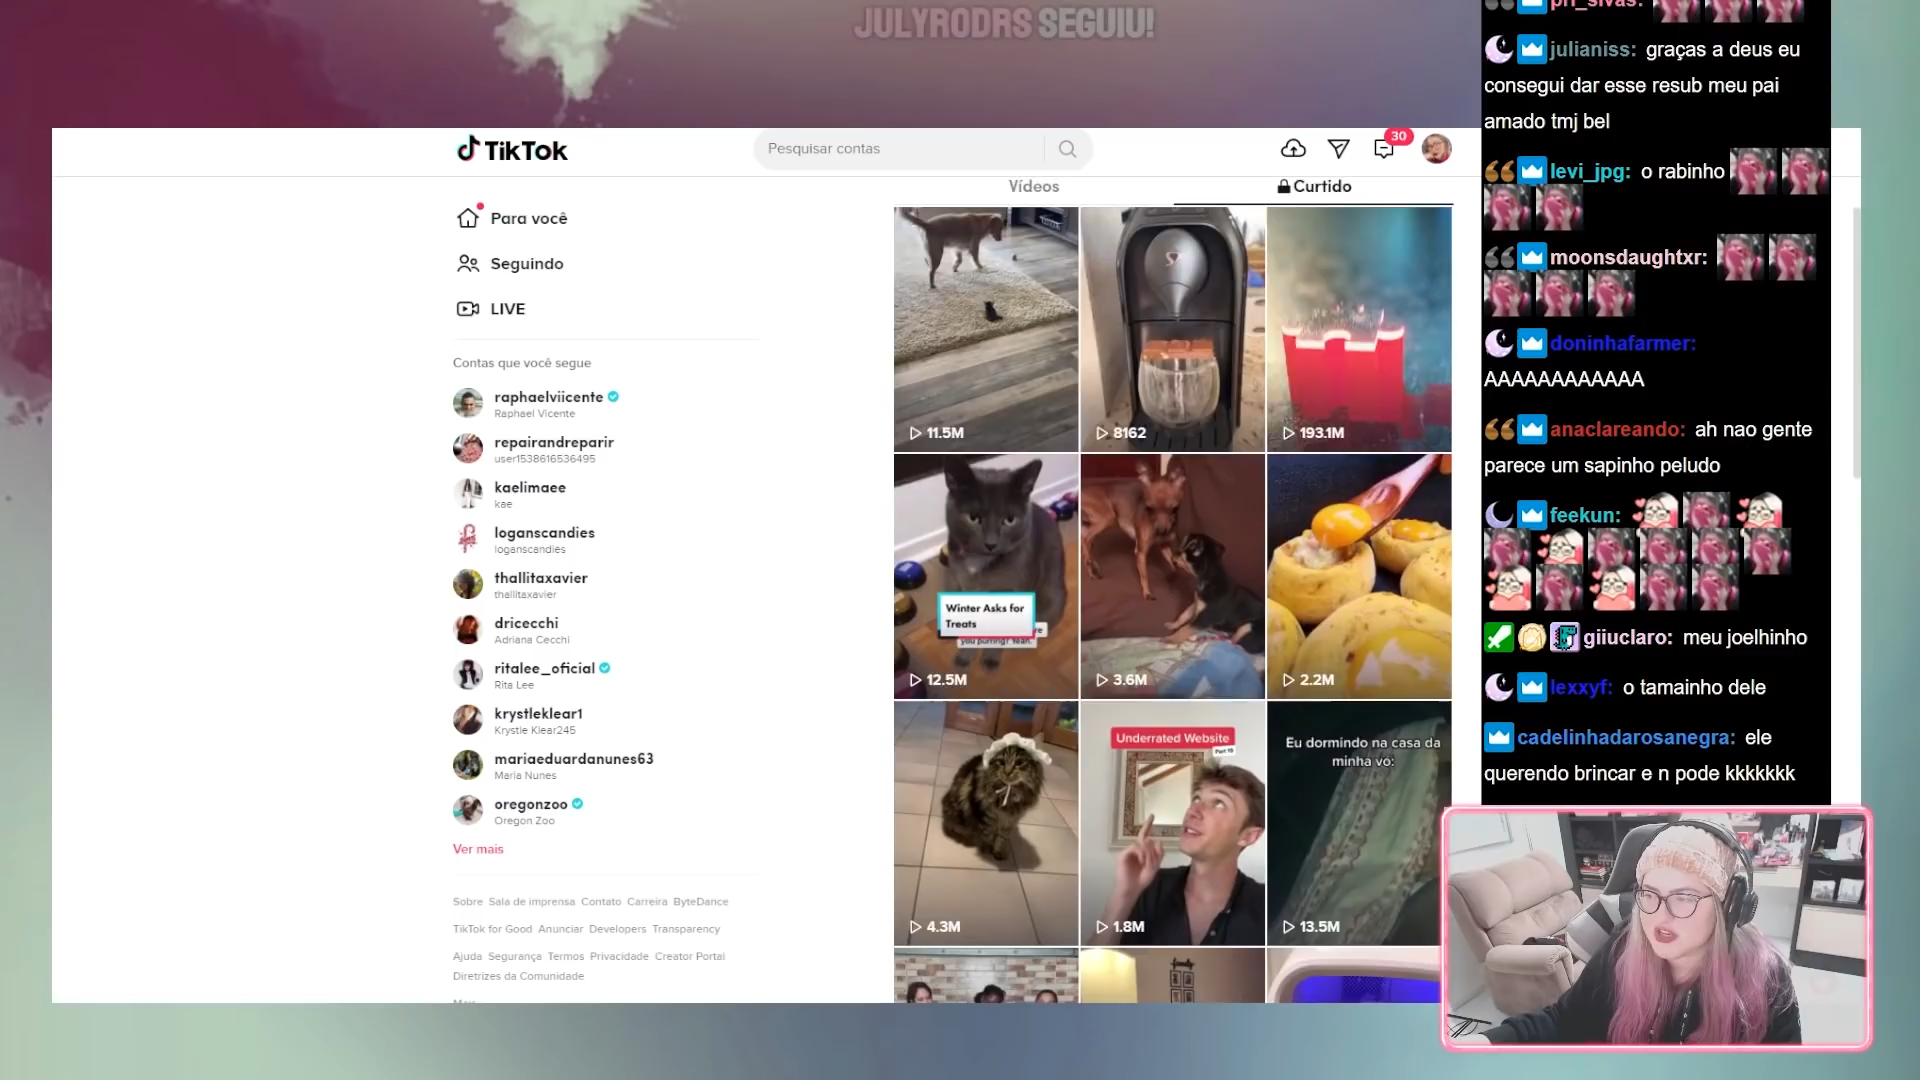 JULYRODRS SEGUIU!
TikTok
Pesquisar contas
30
Vídeos
Curtido
Para você
Seguindo
LIVE
Contas que você segue
raphaelviicente
Raphael Vicente
repairandreparir
user1538616536495
kaelimaee
kae
loganscandies
loganscandies
thallitaxavier
thallitaxavier
dricecchi
Adriana Cecchi
ritalee_oficial
Rita Lee
krystleklear1
Krystle Klear245
mariaeduardanunes63
Maria Nunes
oregonzoo
Oregon Zoo
Ver mais
Sobre Sala de imprensa Contato Carreira ByteDance
TikTok for Good Anunciar Developers Transparency
Ajuda Segurança Termos Privacidade Creator Portal
Diretrizes da Comunidade
11.5M
8162
193.1M
Winter Asks for
Treats
you purring? Yeah.
12.5M
3.6M
2.2M
4.3M
Underrated Website
Part 19
1.8M
Eu dormindo na casa da
minha vó:
13.5M
pri_sivas:
julianiss: graças a deus eu
consegui dar esse resub meu pai
amado tmj bel
levi_jpg: o rabinho
moonsdaughtxr:
doninhafarmer:
AAAAAAAAAAAA
anaclareando: ah nao gente
parece um sapinho peludo
feekun:
giiuclaro: meu joelhinho
lexxyf: o tamainho dele
cadelinhadarosanegra: ele
querendo brincar e n pode kkkkkkk